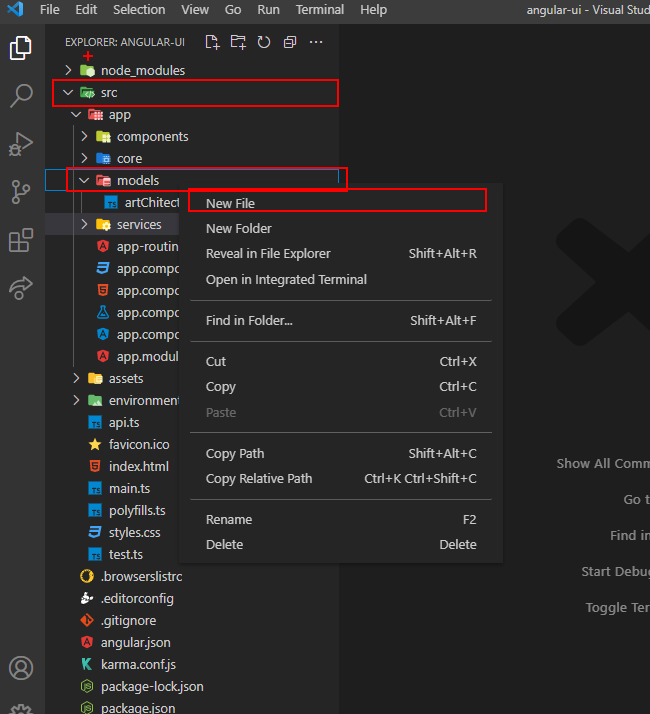 File Edit Selection View Go Run Terminal Help angular-ui - Visual Stud
EXPLORER: ANGULAR-UI
node_modules
src
app
components
core
models
artChitect
services
app-routin
app.compo
app.compo
app.compo
app.compo
app.modul
assets
environment
api.ts
favicon.ico
index.html
main.ts
polyfills.ts
styles.css
test.ts
.browserslistrc
.editorconfig
.gitignore
angular.json
karma.conf.js
package-lock.json
package.json
New File
New Folder
Reveal in File Explorer Shift+Alt+R
Open in Integrated Terminal
Find in Folder... Shift+Alt+F
Cut Ctrl+X
Copy Ctrl+C
Paste Ctrl+V
Copy Path Shift+Alt+C
Copy Relative Path Ctrl+K Ctrl+Shift+C
Rename F2
Delete Delete
Show All Comm
Go t
Find in
Start Debug
Toggle Ter